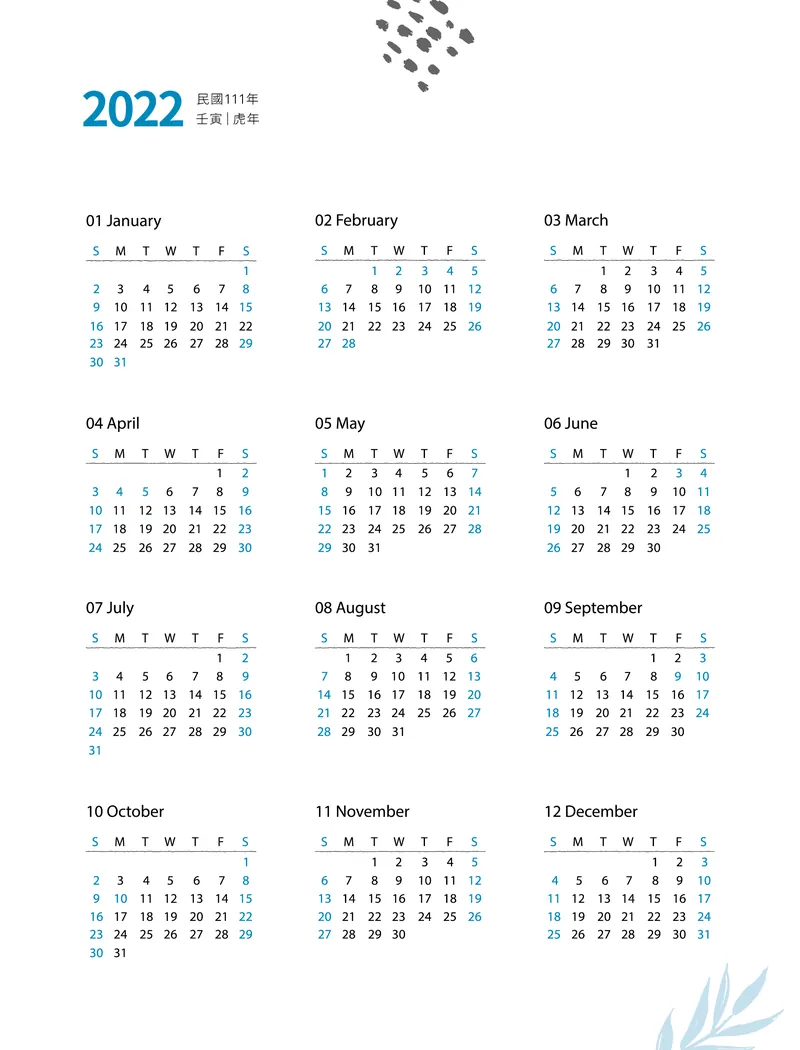 2022
民國111年
壬寅｜虎年
01 January
S M T W T F S
1
2 3 4 5 6 7 8
9 10 11 12 13 14 15
16 17 18 19 20 21 22
23 24 25 26 27 28 29
30 31
02 February
S M T W T F S
1 2 3 4 5
6 7 8 9 10 11 12
13 14 15 16 17 18 19
20 21 22 23 24 25 26
27 28
03 March
S M T W T F S
1 2 3 4 5
6 7 8 9 10 11 12
13 14 15 16 17 18 19
20 21 22 23 24 25 26
27 28 29 30 31
04 April
S M T W T F S
1 2
3 4 5 6 7 8 9
10 11 12 13 14 15 16
17 18 19 20 21 22 23
24 25 26 27 28 29 30
05 May
S M T W T F S
1 2 3 4 5 6 7
8 9 10 11 12 13 14
15 16 17 18 19 20 21
22 23 24 25 26 27 28
29 30 31
06 June
S M T W T F S
1 2 3 4
5 6 7 8 9 10 11
12 13 14 15 16 17 18
19 20 21 22 23 24 25
26 27 28 29 30
07 July
S M T W T F S
1 2
3 4 5 6 7 8 9
10 11 12 13 14 15 16
17 18 19 20 21 22 23
24 25 26 27 28 29 30
31
08 August
S M T W T F S
1 2 3 4 5 6
7 8 9 10 11 12 13
14 15 16 17 18 19 20
21 22 23 24 25 26 27
28 29 30 31
09 September
S M T W T F S
1 2 3
4 5 6 7 8 9 10
11 12 13 14 15 16 17
18 19 20 21 22 23 24
25 26 27 28 29 30
10 October
S M T W T F S
1
2 3 4 5 6 7 8
9 10 11 12 13 14 15
16 17 18 19 20 21 22
23 24 25 26 27 28 29
30 31
11 November
S M T W T F S
1 2 3 4 5
6 7 8 9 10 11 12
13 14 15 16 17 18 19
20 21 22 23 24 25 26
27 28 29 30
12 December
S M T W T F S
1 2 3
4 5 6 7 8 9 10
11 12 13 14 15 16 17
18 19 20 21 22 23 24
25 26 27 28 29 30 31